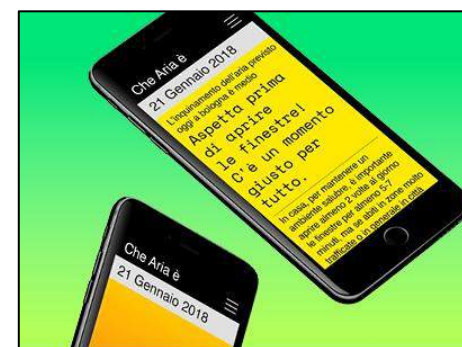 Che Aria è
21 Gennaio 2018
L'inquinamento dell'aria previsto
oggi a bologna è medio
Aspetta prima
di aprire
le finestre!
C'è un momento
giusto per
tutto.
In casa, per mantenere un
ambiente salubre, è importante
aprire almeno 2 volte al giorno
le finestre per almeno 5-7
minuti. ma se abiti in zone molto
trafficate o in generale in città
Che Aria è
21 Gennaio 2018